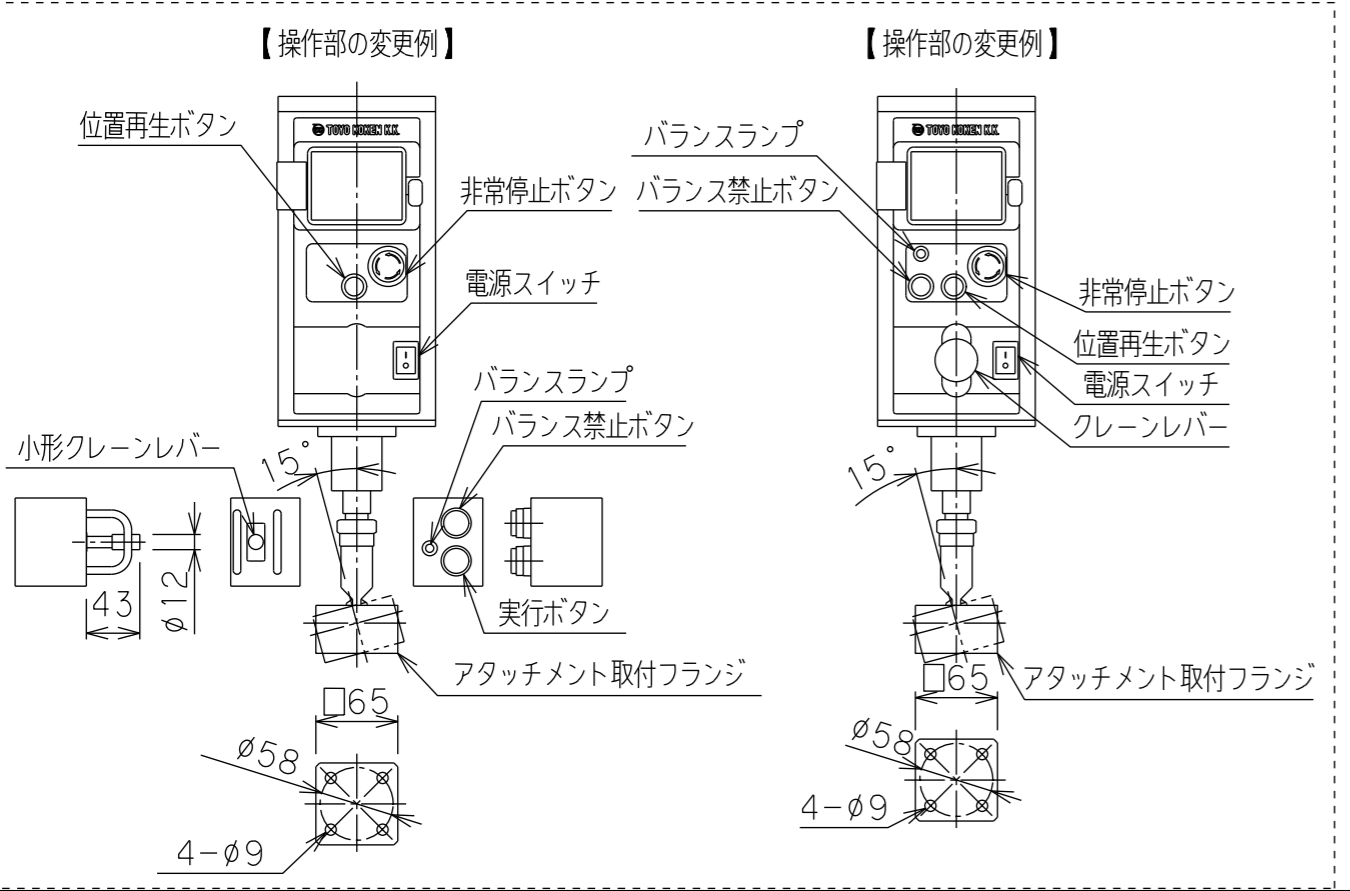 【操作部の変更例】
位置再生ボタン
TOYO KOKEN K.K.
非常停止ボタン
電源スイッチ
バランスランプ
バランス禁止ボタン
小形クレーンレバー
15°
43
φ12
実行ボタン
アタッチメント取付フランジ
□65
φ58
4-φ9
【操作部の変更例】
バランスランプ
TOYO KOKEN K.K.
バランス禁止ボタン
非常停止ボタン
位置再生ボタン
電源スイッチ
クレーンレバー
15°
アタッチメント取付フランジ
□65
φ58
4-φ9